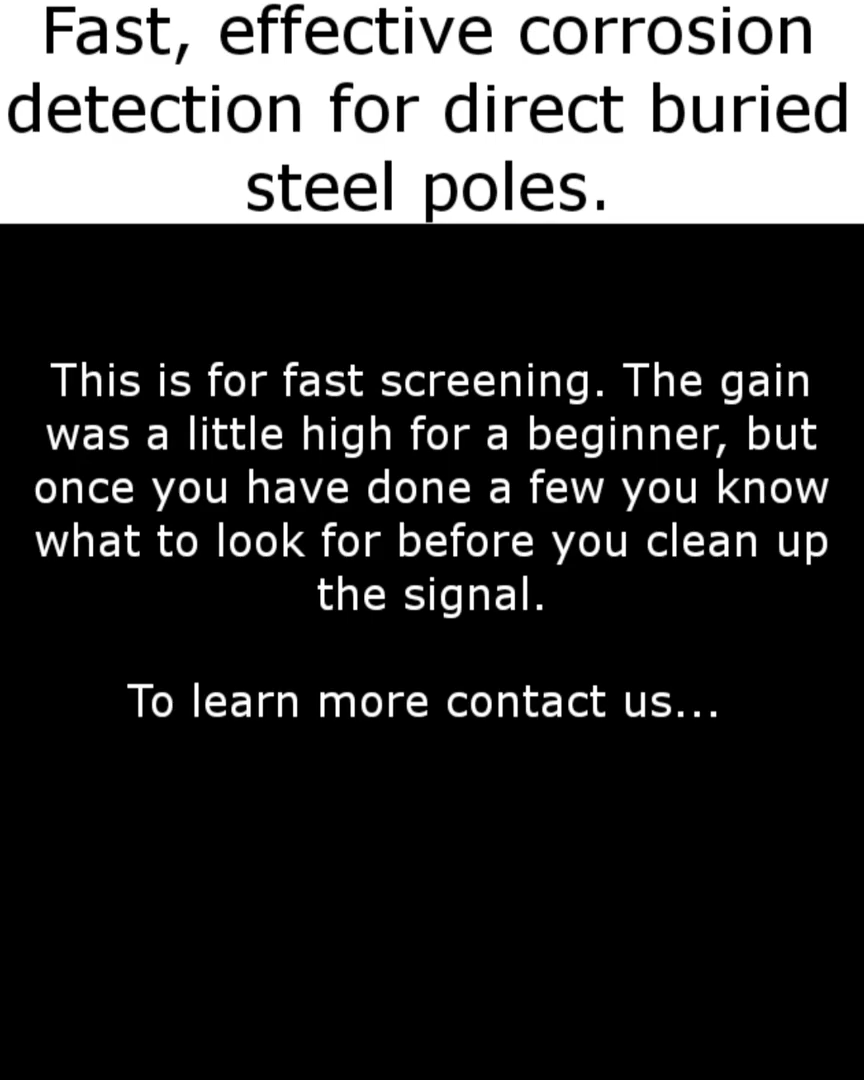 Fast, effective corrosion
detection for direct buried
steel poles.
This is for fast screening. The gain
was a little high for a beginner, but
once you have done a few you know
what to look for before you clean up
the signal.
To learn more contact us...